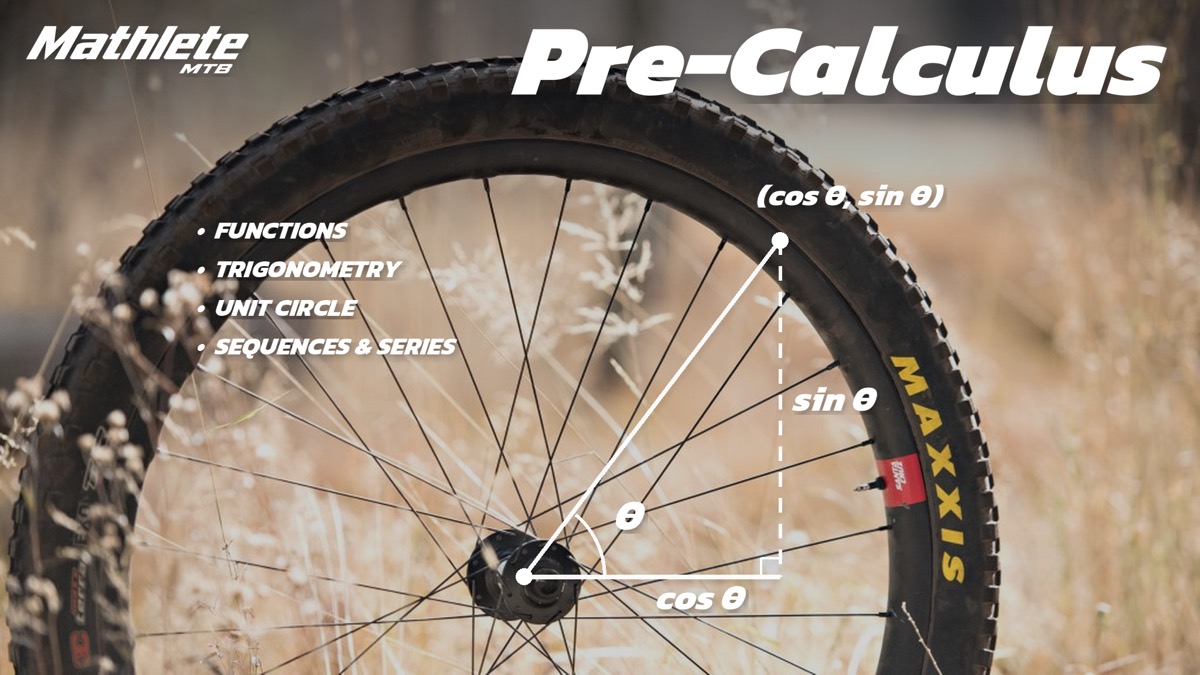 Mathlete
MTB
Pre-Calculus
(cos θ, sin θ)
• FUNCTIONS
• TRIGONOMETRY
• UNIT CIRCLE
• SEQUENCES & SERIES
sin θ
θ
cos θ
MAXXIS